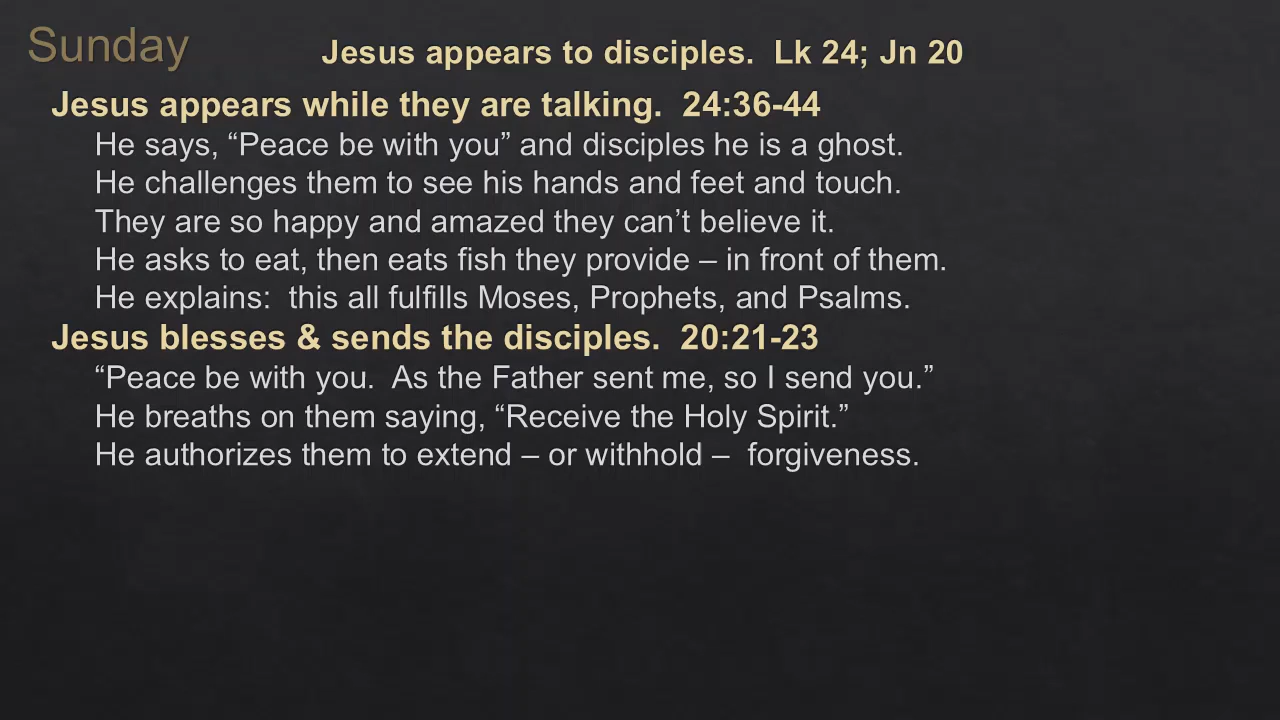 Sunday
Jesus appears to disciples.  Lk 24; Jn 20
Jesus appears while they are talking.  24:36-44
He says, “Peace be with you” and disciples he is a ghost.
He challenges them to see his hands and feet and touch.
They are so happy and amazed they can’t believe it.
He asks to eat, then eats fish they provide – in front of them.
He explains:  this all fulfills Moses, Prophets, and Psalms.
Jesus blesses & sends the disciples.  20:21-23
“Peace be with you.  As the Father sent me, so I send you.”
He breaths on them saying, “Receive the Holy Spirit.”
He authorizes them to extend – or withhold –  forgiveness.